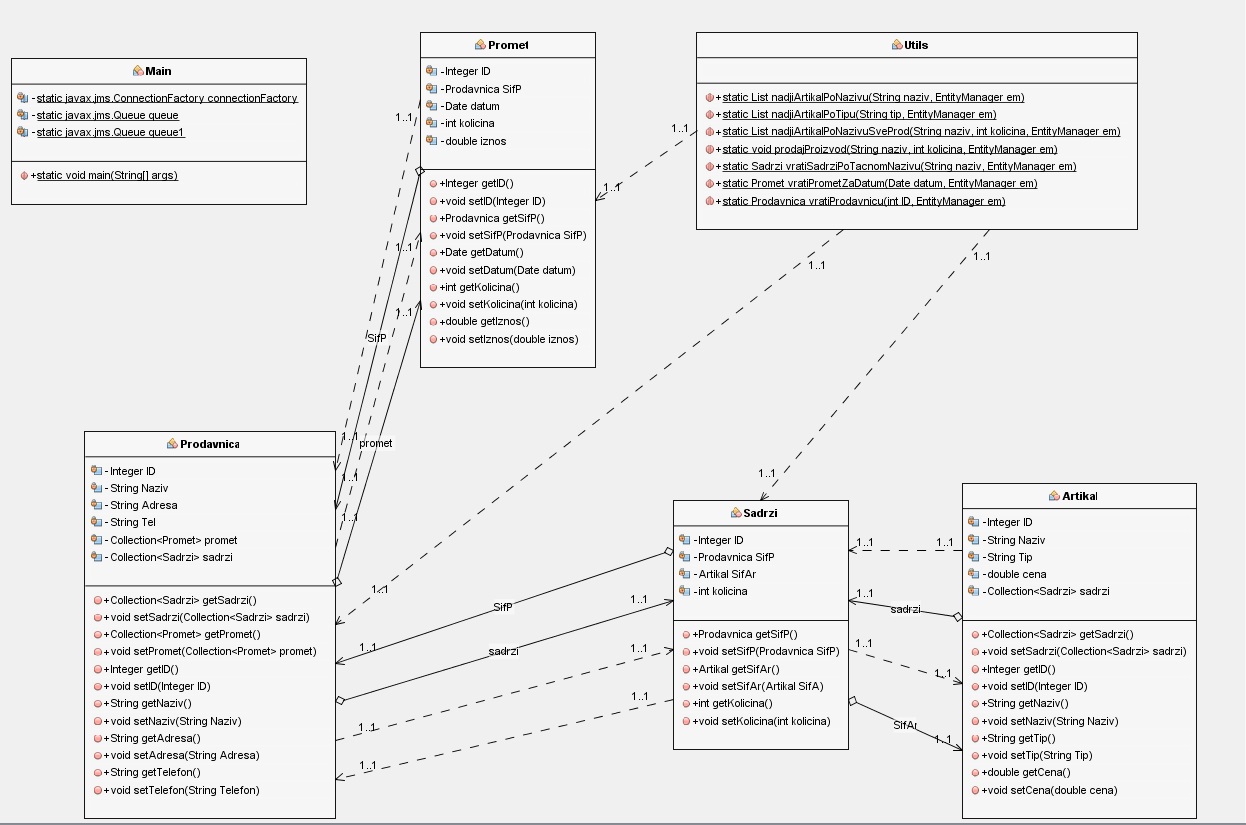 Main
-static javax.jms.ConnectionFactory connectionFactory
-static javax.jms.Queue queue
-static javax.jms.Queue queue1
+static void main(String[] args)
Promet
-Integer ID
-Prodavnica SifP
-Date datum
-int kolicina
-double iznos
+Integer getID()
+void setID(Integer ID)
+Prodavnica getSifP()
+void setSifP(Prodavnica SifP)
+Date getDatum()
+void setDatum(Date datum)
+int getKolicina()
+void setKolicina(int kolicina)
+double getIznos()
+void setIznos(double iznos)
Utils
+static List nadjiArtikalPoNazivu(String naziv, EntityManager em)
+static List nadjiArtikalPoTipu(String tip, EntityManager em)
+static List nadjiArtikalPoNazivuSveProd(String naziv, int kolicina, EntityManager em)
+static void prodajProizvod(String naziv, int kolicina, EntityManager em)
+static Sadrzi vratiSadrziPoTacnomNazivu(String naziv, EntityManager em)
+static Promet vratiPrometZaDatum(Date datum, EntityManager em)
+static Prodavnica vratiProdavnicu(int ID, EntityManager em)
1..1
1..1
1..1
1..1
1..1
1..1
1..1
SifP
1..1
promet
1..1
1..1
1..1
1..1
Prodavnica
-Integer ID
-String Naziv
-String Adresa
-String Tel
-Collection<Promet> promet
-Collection<Sadrzi> sadrzi
+Collection<Sadrzi> getSadrzi()
+void setSadrzi(Collection<Sadrzi> sadrzi)
+Collection<Promet> getPromet()
+void setPromet(Collection<Promet> promet)
+Integer getID()
+void setID(Integer ID)
+String getNaziv()
+void setNaziv(String Naziv)
+String getAdresa()
+void setAdresa(String Adresa)
+String getTelefon()
+void setTelefon(String Telefon)
SifP
1..1
1..1
sadrzi
1..1
1..1
1..1
1..1
Sadrzi
-Integer ID
-Prodavnica SifP
-Artikal SifAr
-int kolicina
+Prodavnica getSifP()
+void setSifP(Prodavnica SifP)
+Artikal getSifAr()
+void setSifAr(Artikal SifA)
+int getKolicina()
+void setKolicina(int kolicina)
1..1
1..1
1..1
sadrzi
1..1
1..1
SifAr
1..1
Artikal
-Integer ID
-String Naziv
-String Tip
-double cena
-Collection<Sadrzi> sadrzi
+Collection<Sadrzi> getSadrzi()
+void setSadrzi(Collection<Sadrzi> sadrzi)
+Integer getID()
+void setID(Integer ID)
+String getNaziv()
+void setNaziv(String Naziv)
+String getTip()
+void setTip(String Tip)
+double getCena()
+void setCena(double cena)